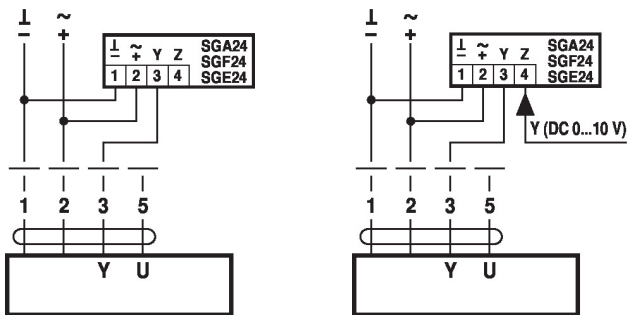 ⊥ ~
− +
⊥ ~ Y Z SGA24
− + SGF24
1 2 3 4 SGE24
1 2 3 5
Y U
⊥ ~
− +
⊥ ~ Y Z SGA24
− + SGF24
1 2 3 4 SGE24
Y (DC 0...10 V)
1 2 3 5
Y U